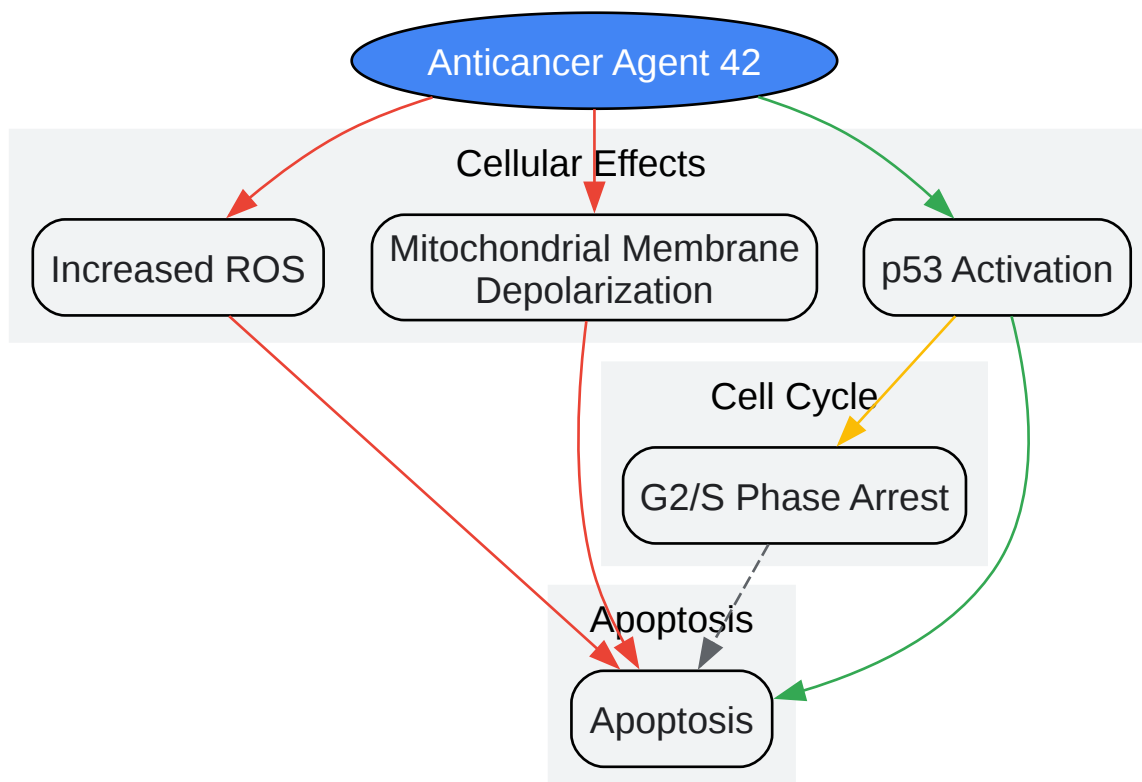 Anticancer Agent 42
Cellular Effects
Increased ROS
Mitochondrial Membrane
Depolarization
p53 Activation
Cell Cycle
G2/S Phase Arrest
Apoptosis
Apoptosis